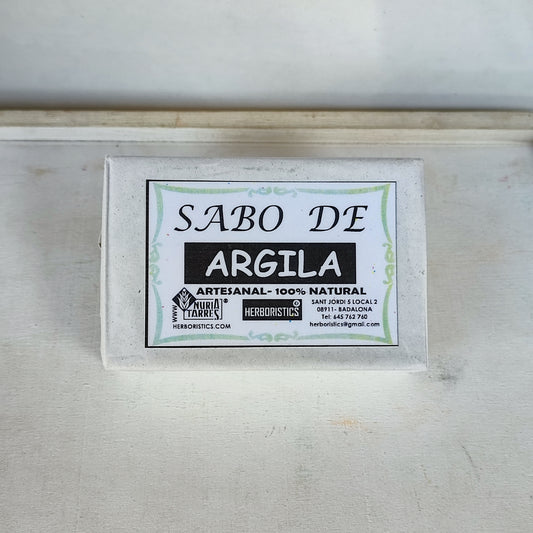 SABO DE
ARGILA
ARTESANAL- 100% NATURAL
WWW
NURIA
TARRES®
HERBORISTICS.COM
HERBORISTICS®
SANT JORDI 5 LOCAL 2
08911- BADALONA
Tel: 645 762 760
herboristics@gmail.com